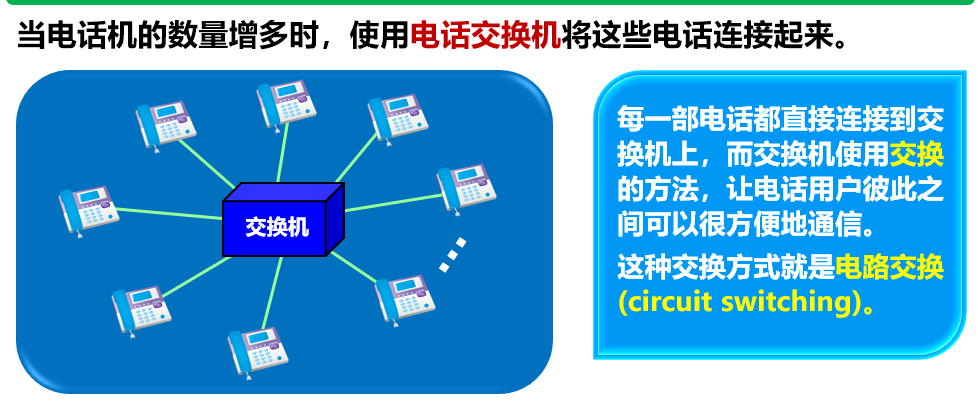 当电话机的数量增多时，使用电话交换机将这些电话连接起来。
交换机
每一部电话都直接连接到交
换机上，而交换机使用交换
的方法，让电话用户彼此之
间可以很方便地通信。
这种交换方式就是电路交换
(circuit switching)。